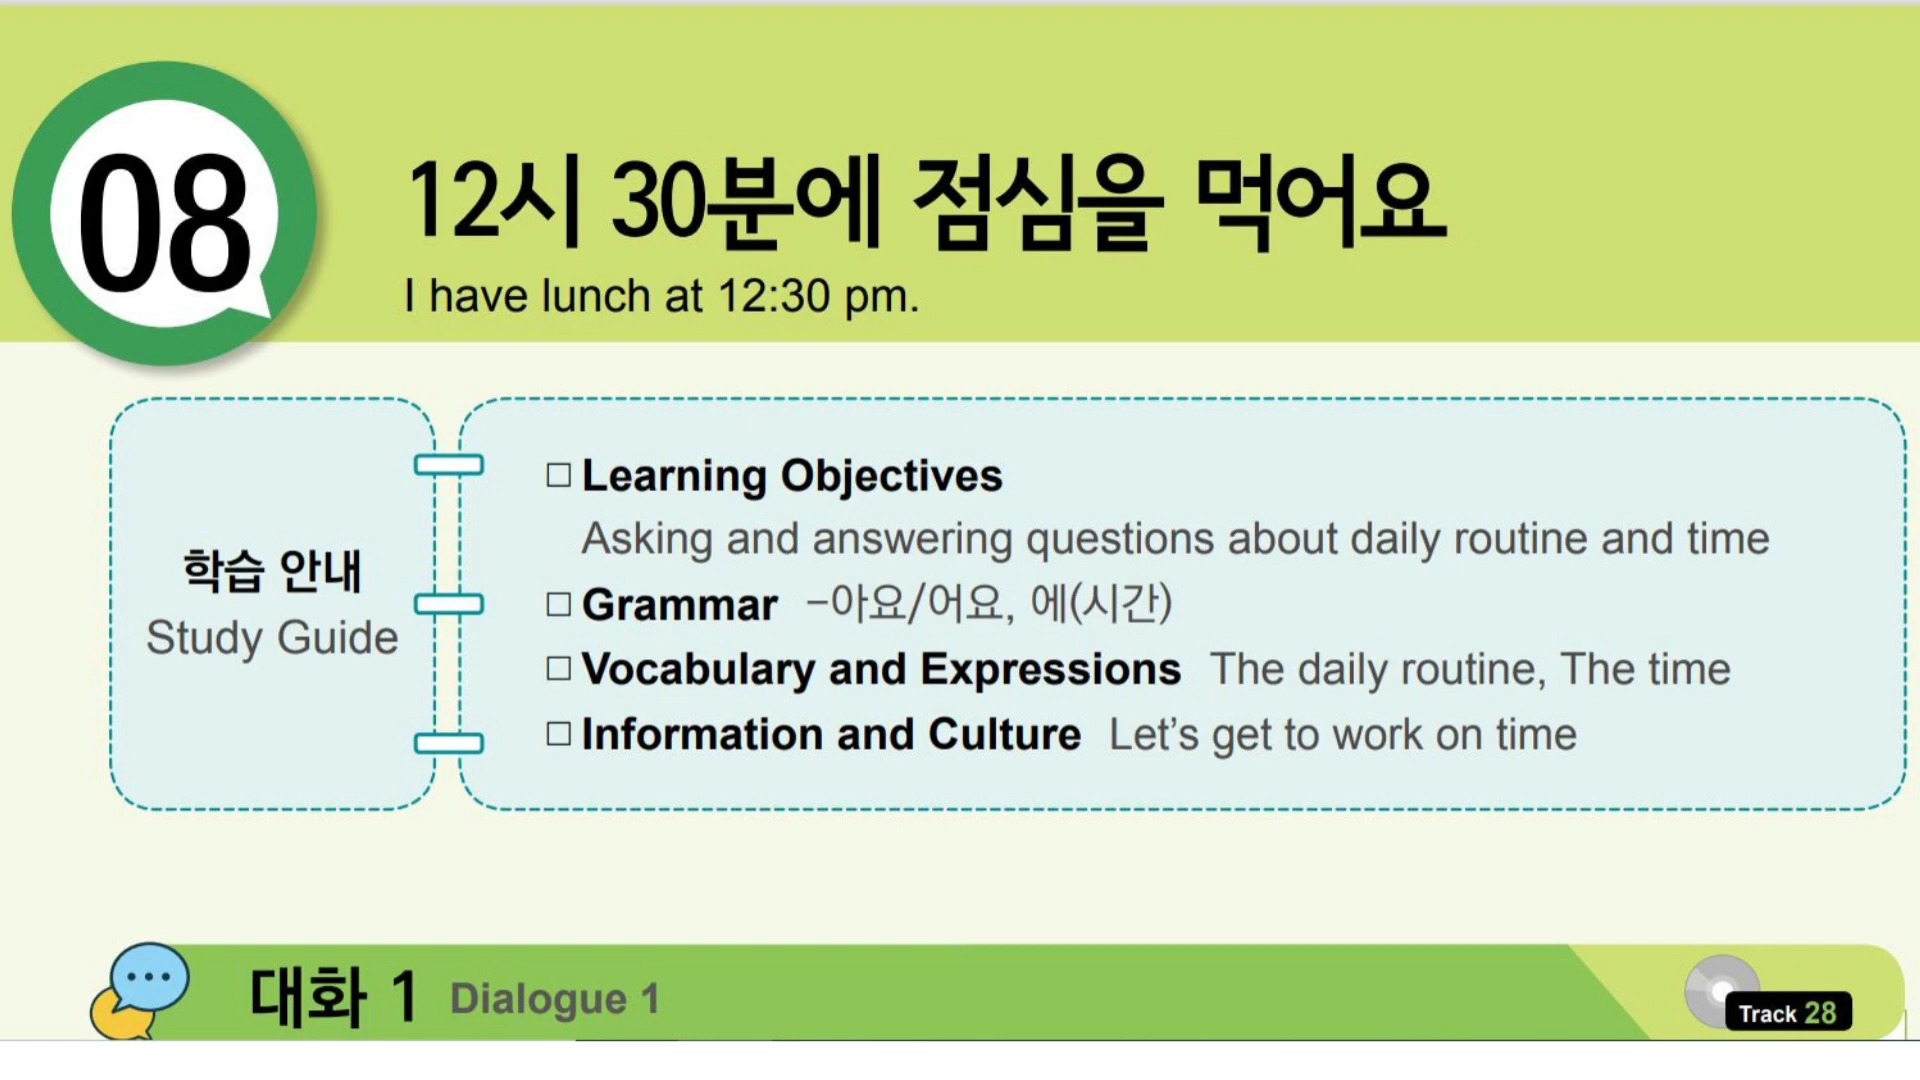 08
12시 30분에 점심을 먹어요
I have lunch at 12:30 pm.
학습 안내
Study Guide
□ Learning Objectives
Asking and answering questions about daily routine and time
□ Grammar –아요/어요, 에(시간)
□ Vocabulary and Expressions The daily routine, The time
□ Information and Culture Let’s get to work on time
대화 1 Dialogue 1
Track 28